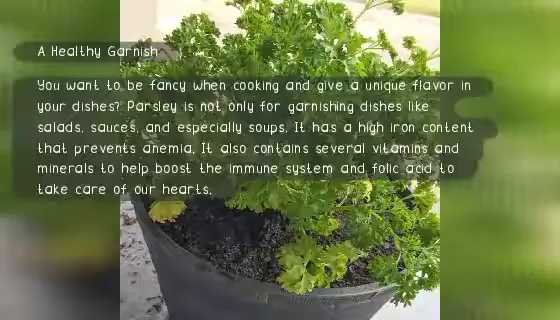 A Healthy Garnish
You want to be fancy when cooking and give a unique flavor in
your dishes? Parsley is not only for garnishing dishes like
salads, sauces, and especially soups. It has a high iron content
that prevents anemia. It also contains several vitamins and
minerals to help boost the immune system and folic acid to
take care of our hearts.